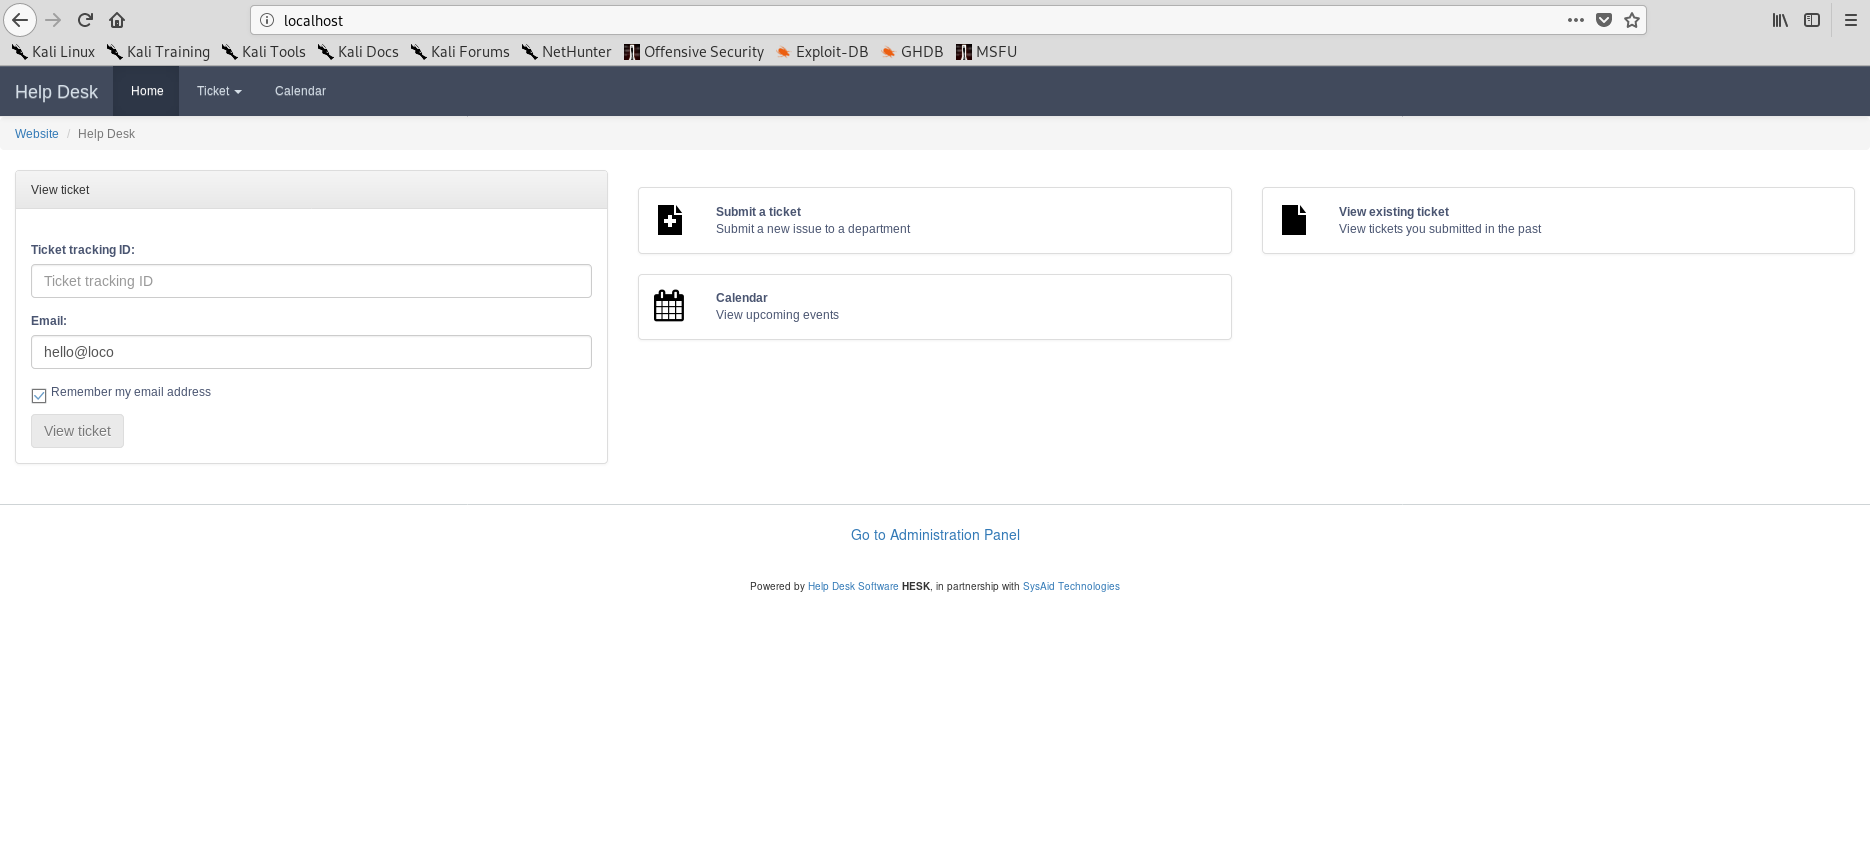 localhost
Kali Linux Kali Training Kali Tools Kali Docs Kali Forums NetHunter Offensive Security Exploit-DB GHDB MSFU
Help Desk Home Ticket Calendar
Website / Help Desk
View ticket
Ticket tracking ID:
Ticket tracking ID
Email:
hello@loco
Remember my email address
View ticket
Submit a ticket
Submit a new issue to a department
View existing ticket
View tickets you submitted in the past
Calendar
View upcoming events
Go to Administration Panel
Powered by Help Desk Software HESK, in partnership with SysAid Technologies